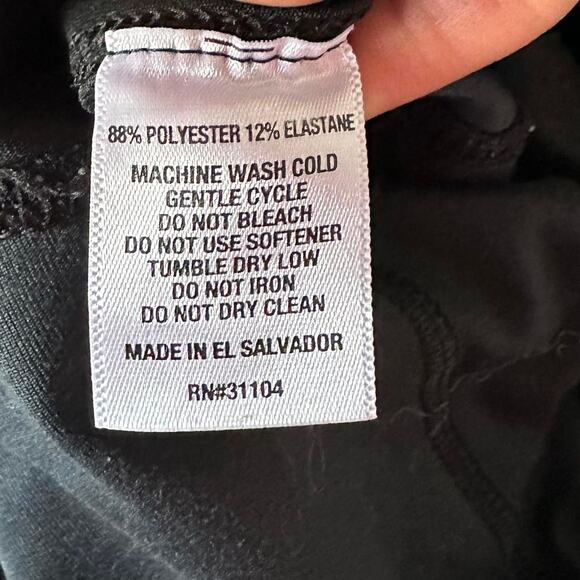 88% POLYESTER 12% ELASTANE
MACHINE WASH COLD
GENTLE CYCLE
DO NOT BLEACH
DO NOT USE SOFTENER
TUMBLE DRY LOW
DO NOT IRON
DO NOT DRY CLEAN
MADE IN EL SALVADOR
RN#31104